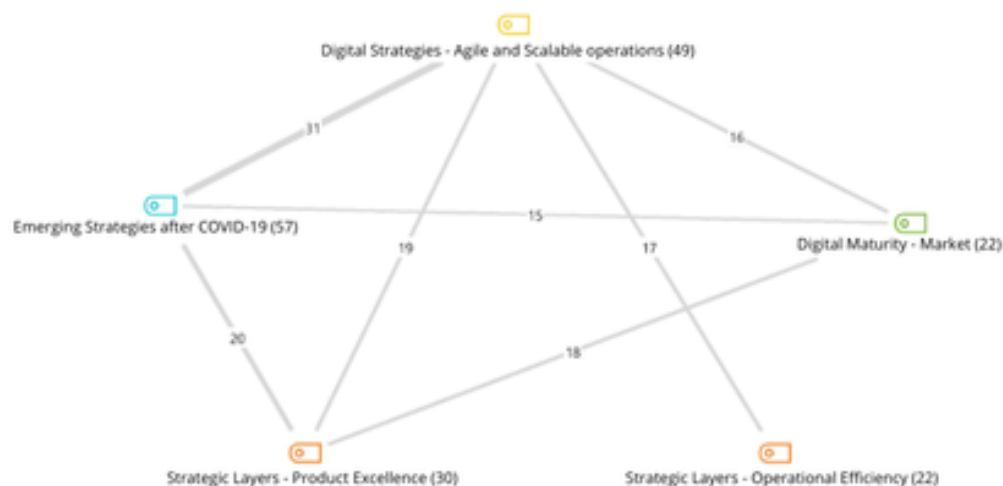 Digital Strategies - Agile and Scalable operations (49)
31
16
Emerging Strategies after COVID-19 (57)
15
Digital Maturity - Market (22)
19
17
20
18
Strategic Layers - Product Excellence (30)
Strategic Layers - Operational Efficiency (22)